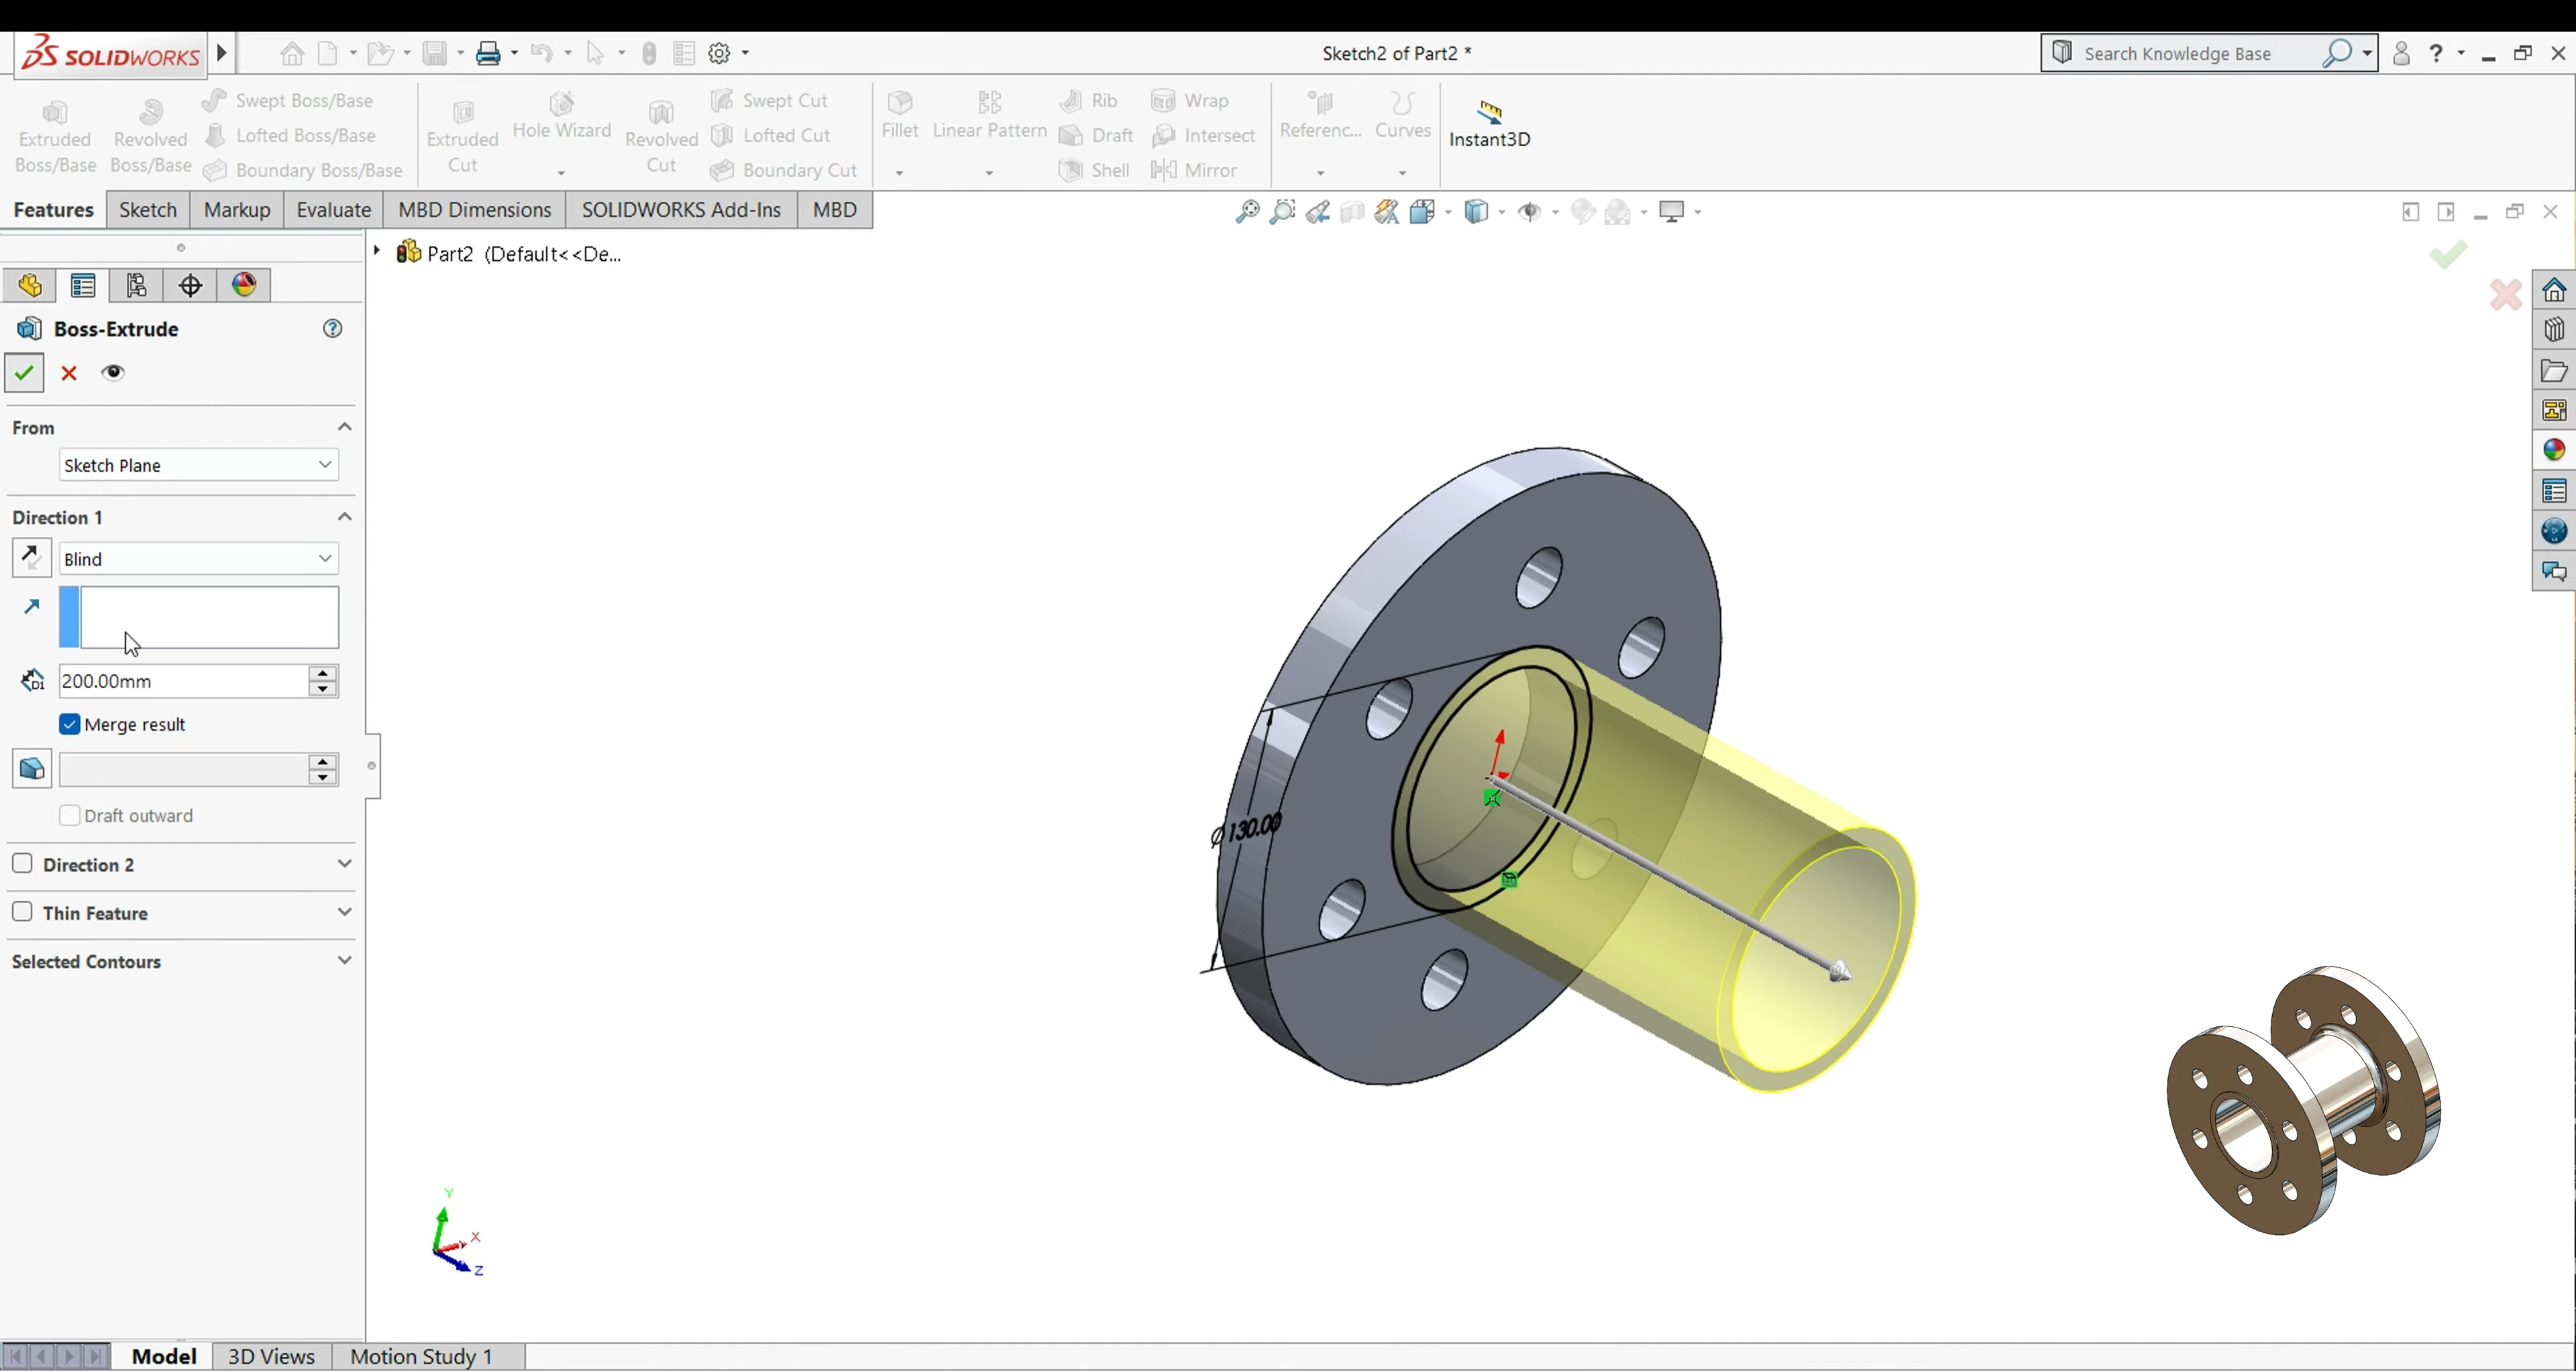 SOLIDWORKS
Sketch2 of Part2 *
Search Knowledge Base
?
Extruded Boss/Base
Revolved Boss/Base
Swept Boss/Base
Lofted Boss/Base
Boundary Boss/Base
Extruded Cut
Hole Wizard
Revolved Cut
Swept Cut
Lofted Cut
Boundary Cut
Fillet
Linear Pattern
Rib
Draft
Shell
Wrap
Intersect
Mirror
Referenc...
Curves
Instant3D
Features
Sketch
Markup
Evaluate
MBD Dimensions
SOLIDWORKS Add-Ins
MBD
Part2 (Default<<De...
Boss-Extrude
?
From
Sketch Plane
Direction 1
Blind
D1
200.00mm
Merge result
Draft outward
Direction 2
Thin Feature
Selected Contours
Ø130.00
Y
X
Z
Model
3D Views
Motion Study 1